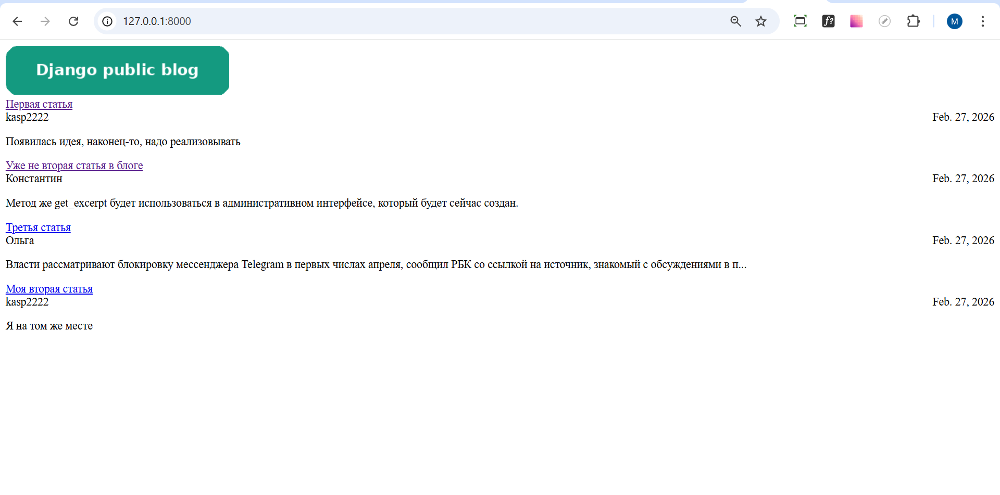 127.0.0.1:8000
f?
M
Django public blog
Первая статья
kasp2222 Feb. 27, 2026
Появилась идея, наконец-то, надо реализовывать
Уже не вторая статья в блоге
Константин Feb. 27, 2026
Метод же get_excerpt будет использоваться в административном интерфейсе, который будет сейчас создан.
Третья статья
Ольга Feb. 27, 2026
Власти рассматривают блокировку мессенджера Telegram в первых числах апреля, сообщил РБК со ссылкой на источник, знакомый с обсуждениями в п...
Моя вторая статья
kasp2222 Feb. 27, 2026
Я на том же месте